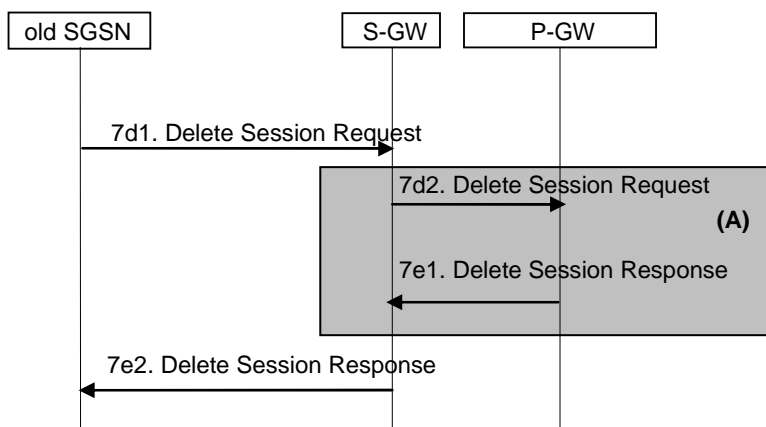 old SGSN
S-GW
P-GW
7d1. Delete Session Request
7d2. Delete Session Request
(A)
7e1. Delete Session Response
7e2. Delete Session Response